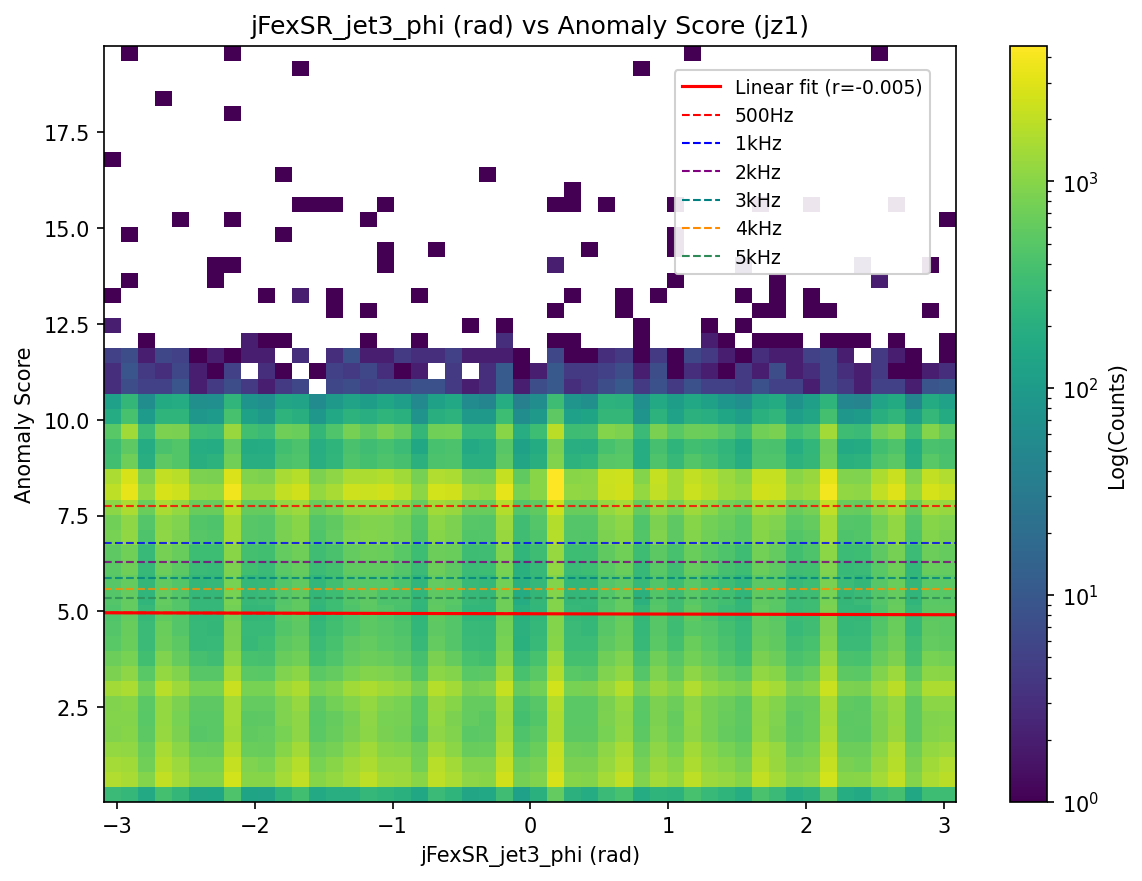 jFexSR_jet3_phi (rad) vs Anomaly Score (jz1)
Linear fit (r=-0.005)
500Hz
1kHz
2kHz
3kHz
4kHz
5kHz
17.5
15.0
12.5
10.0
7.5
5.0
2.5
Anomaly Score
−3
−2
−1
0
1
2
3
jFexSR_jet3_phi (rad)
10³
10²
10¹
10⁰
Log(Counts)